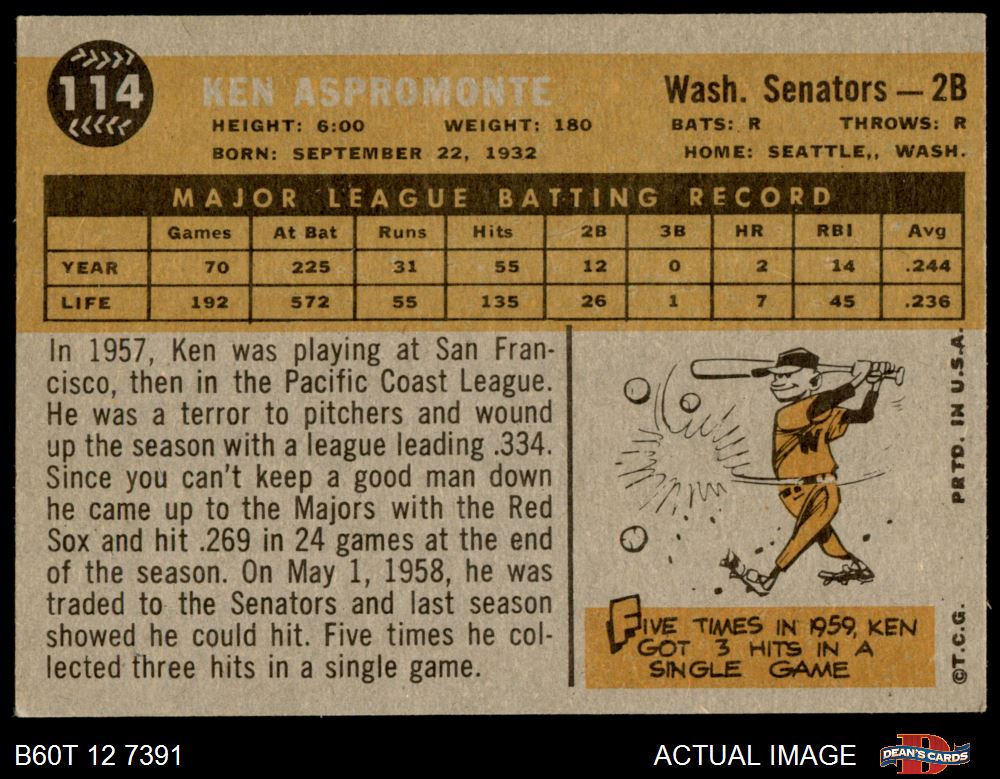 114
KEN ASPROMONTE
Wash. Senators — 2B
HEIGHT: 6:00 WEIGHT: 180 BATS: R THROWS: R
BORN: SEPTEMBER 22, 1932 HOME: SEATTLE,, WASH.
MAJOR LEAGUE BATTING RECORD
Games At Bat Runs Hits 2B 3B HR RBI Avg
YEAR 70 225 31 55 12 0 2 14 .244
LIFE 192 572 55 135 26 1 7 45 .236
In 1957, Ken was playing at San Fran-
cisco, then in the Pacific Coast League.
He was a terror to pitchers and wound
up the season with a league leading .334.
Since you can't keep a good man down
he came up to the Majors with the Red
Sox and hit .269 in 24 games at the end
of the season. On May 1, 1958, he was
traded to the Senators and last season
showed he could hit. Five times he col-
lected three hits in a single game.
W
FIVE TIMES IN 1959, KEN
GOT 3 HITS IN A
SINGLE GAME
©T.C.G. PRTD. IN U.S.A.
B60T 12 7391
ACTUAL IMAGE
DEAN'S CARDS